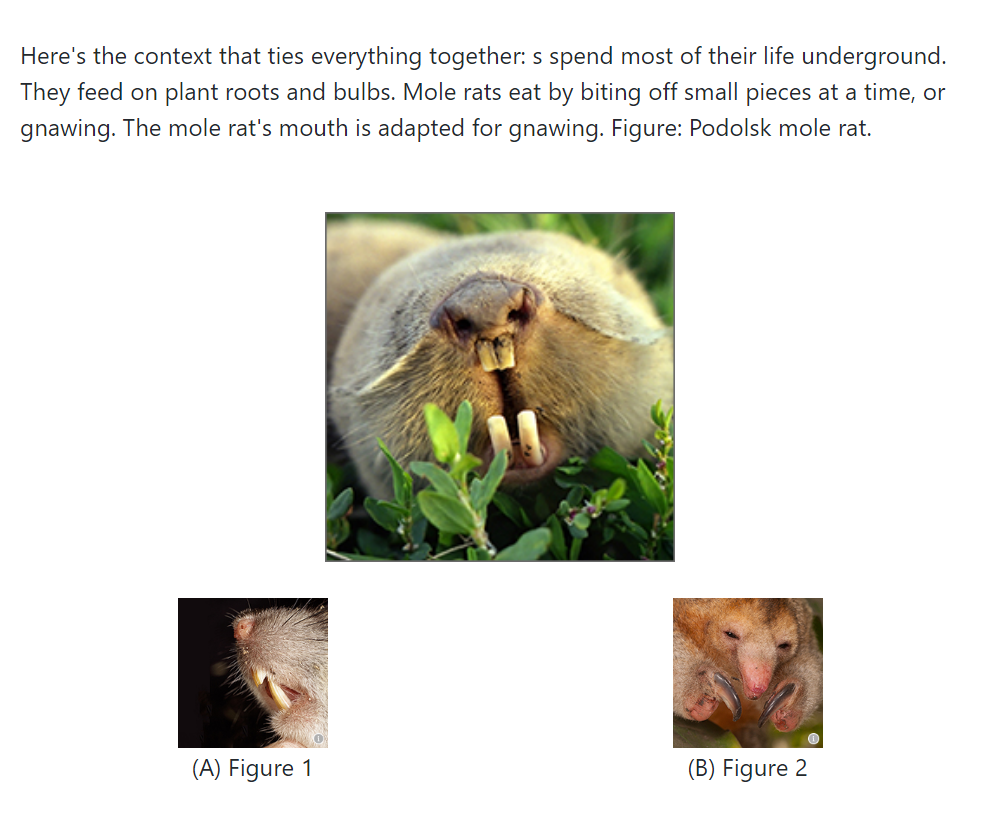 Here's the context that ties everything together: s spend most of their life underground.
They feed on plant roots and bulbs. Mole rats eat by biting off small pieces at a time, or
gnawing. The mole rat's mouth is adapted for gnawing. Figure: Podolsk mole rat.
(A) Figure 1
(B) Figure 2